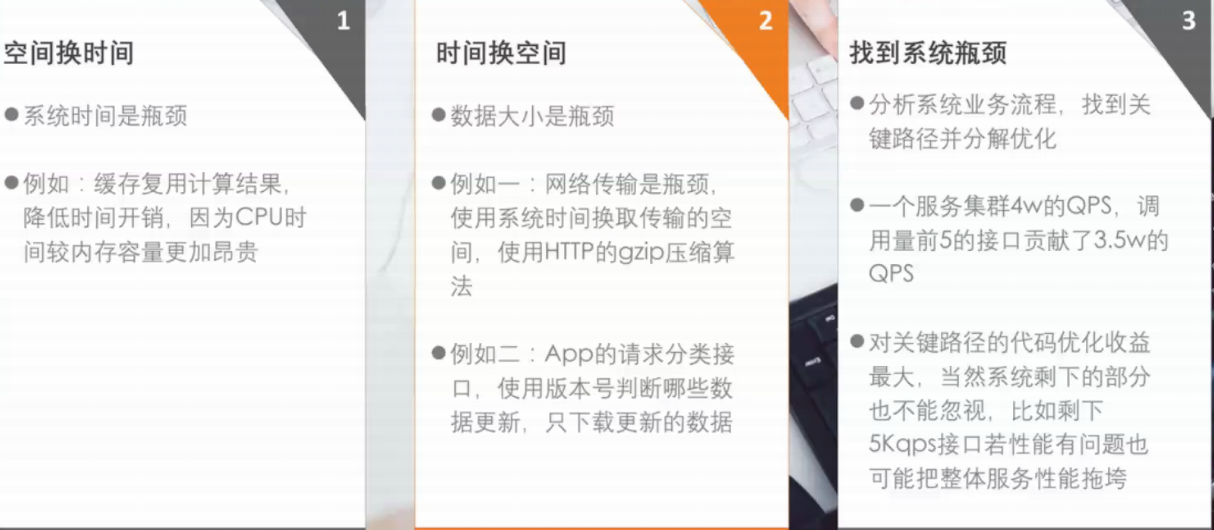 1
空间换时间
●系统时间是瓶颈
●例如：缓存复用计算结果，
降低时间开销，因为CPU时
间较内存容量更加昂贵
2
时间换空间
●数据大小是瓶颈
●例如一：网络传输是瓶颈，
使用系统时间换取传输的空
间，使用HTTP的gzip压缩算
法
●例如二：App的请求分类接
口，使用版本号判断哪些数
据更新，只下载更新的数据
3
找到系统瓶颈
●分析系统业务流程，找到关
键路径并分解优化
●一个服务集群4w的QPS，调
用量前5的接口贡献了3.5w的
QPS
●对关键路径的代码优化收益
最大，当然系统剩下的部分
也不能忽视，比如剩下
5Kqps接口若性能有问题也
可能把整体服务性能拖垮